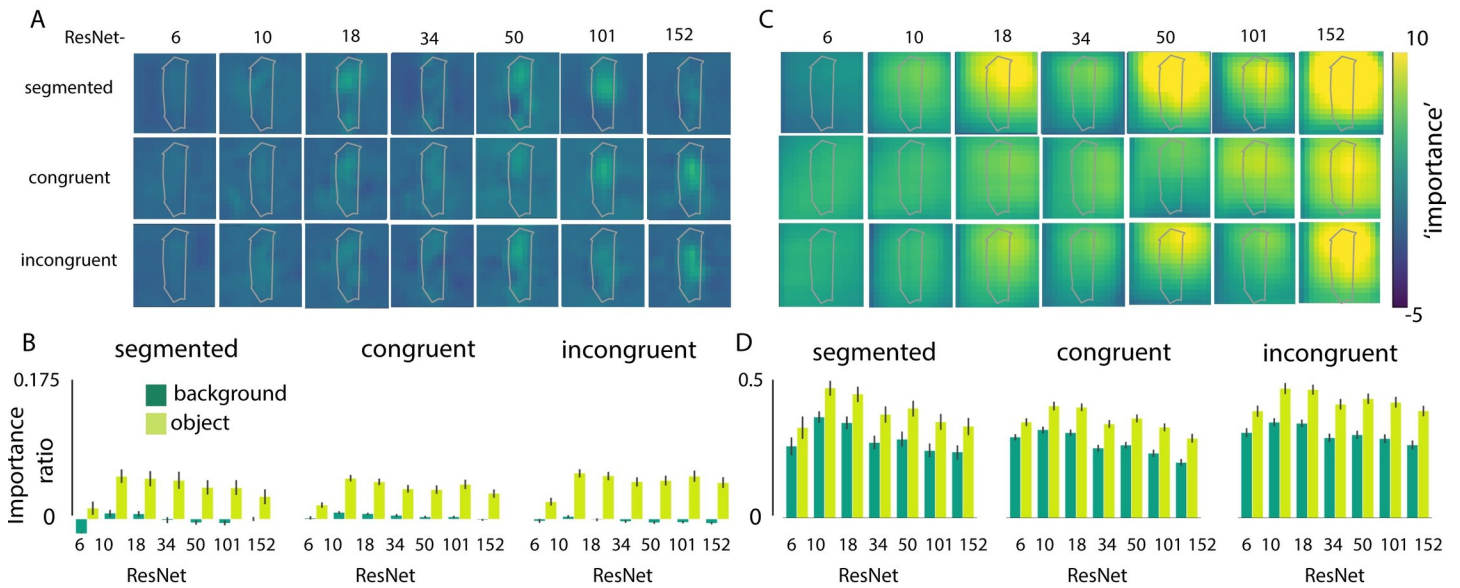 A
ResNet- 6 10 18 34 50 101 152
segmented
congruent
incongruent
C
6 10 18 34 50 101 152
10
'importance'
-5
B
segmented congruent incongruent
0.175
background
object
Importance
ratio
0
6 10 18 34 50 101 152 6 10 18 34 50 101 152 6 10 18 34 50 101 152
ResNet ResNet ResNet
D
segmented congruent incongruent
0.5
0
6 10 18 34 50 101 152 6 10 18 34 50 101 152 6 10 18 34 50 101 152
ResNet ResNet ResNet